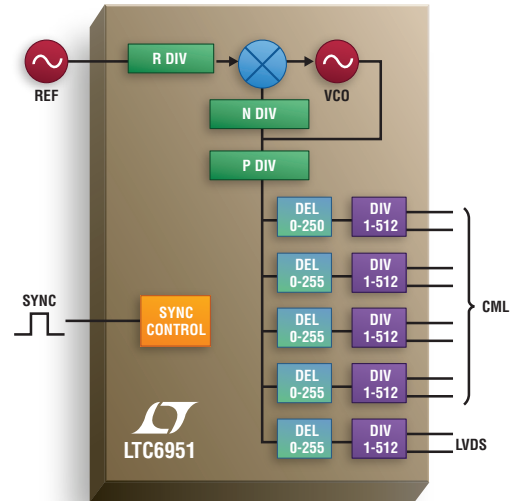 R DIV
REF
VCO
N DIV
P DIV
DEL
0-250
DIV
1-512
DEL
0-255
DIV
1-512
SYNC
SYNC
CONTROL
DEL
0-255
DIV
1-512
CML
DEL
0-255
DIV
1-512
LTC6951
DEL
0-255
DIV
1-512
LVDS